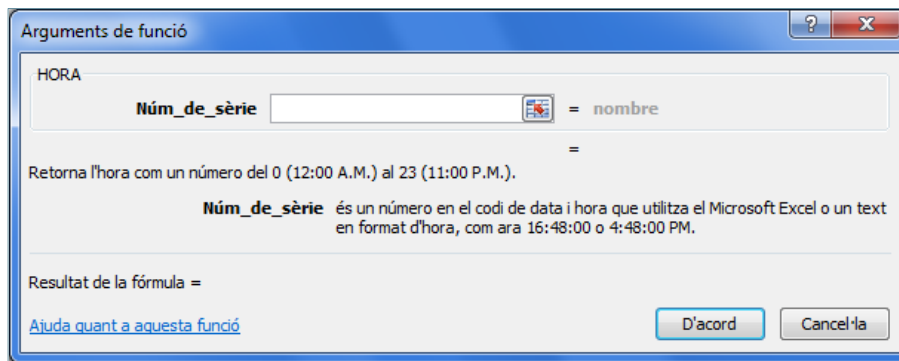 Arguments de funció
HORA
Núm_de_sèrie = nombre
=
Retorna l'hora com un número del 0 (12:00 A.M.) al 23 (11:00 P.M.).
Núm_de_sèrie és un número en el codi de data i hora que utilitza el Microsoft Excel o un text
en format d'hora, com ara 16:48:00 o 4:48:00 PM.
Resultat de la fórmula =
Ajuda quant a aquesta funció
D'acord Cancel·la